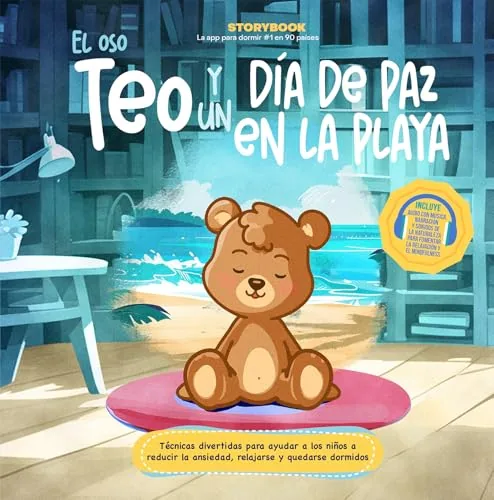 STORYBOOK
La app para dormir #1 en 90 países
EL OSO
TEO Y UN DÍA DE PAZ
EN LA PLAYA
INCLUYE
AUDIO CON MÚSICA,
NARRACIÓN
Y SONIDOS DE
LA NATURALEZA
PARA FOMENTAR
LA RELAJACIÓN Y
EL MINDFULNESS
Técnicas divertidas para ayudar a los niños a
reducir la ansiedad, relajarse y quedarse dormidos